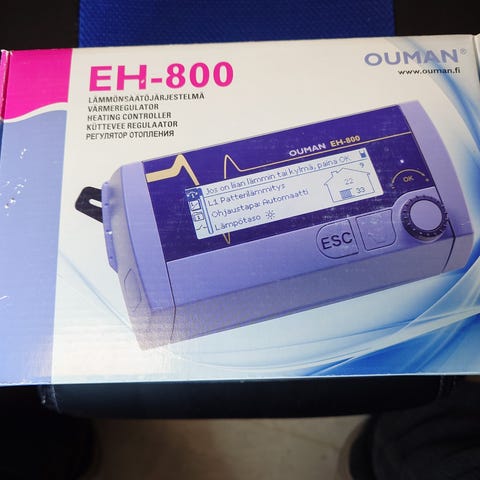 EH-800
OUMAN®
www.ouman.fi
LÄMMÖNSÄÄTÖJÄRJESTELMÄ
VÄRMEREGULATOR
HEATING CONTROLLER
KÜTTEVEE REGULAATOR
РЕГУЛЯТОР ОТОПЛЕНИЯ
OUMAN EH-800
Jos on liian lämmin tai kylmä, paina OK
L1 Patterilämmitys
Ohjaustapa: Automaatti
Lämpötaso
9
22
33
OK
ESC